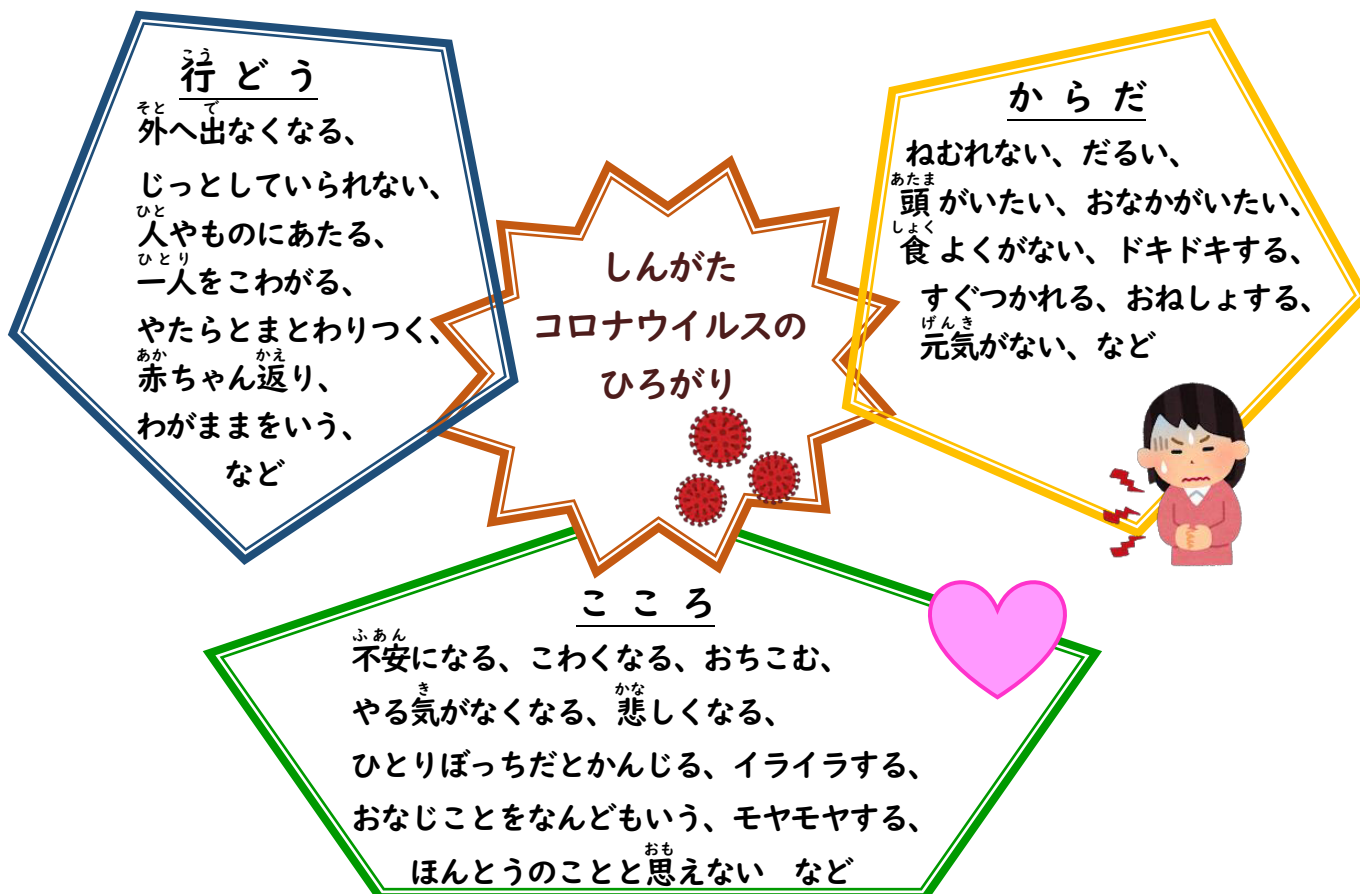 行どう
外へ出なくなる、
じっとしていられない、
人やものにあたる、
一人をこわがる、
やたらとまとわりつく、
赤ちゃん返り、
わがままをいう、
など
しんがた
コロナウイルスの
ひろがり
からだ
ねむれない、だるい、
頭がいたい、おなかがいたい、
食よくがない、ドキドキする、
すぐつかれる、おねしょする、
元気がない、など
こころ
不安になる、こわくなる、おちこむ、
やる気がなくなる、悲しくなる、
ひとりぼっちだとかんじる、イライラする、
おなじことをなんどもいう、モヤモヤする、
ほんとうのことと思えない　など